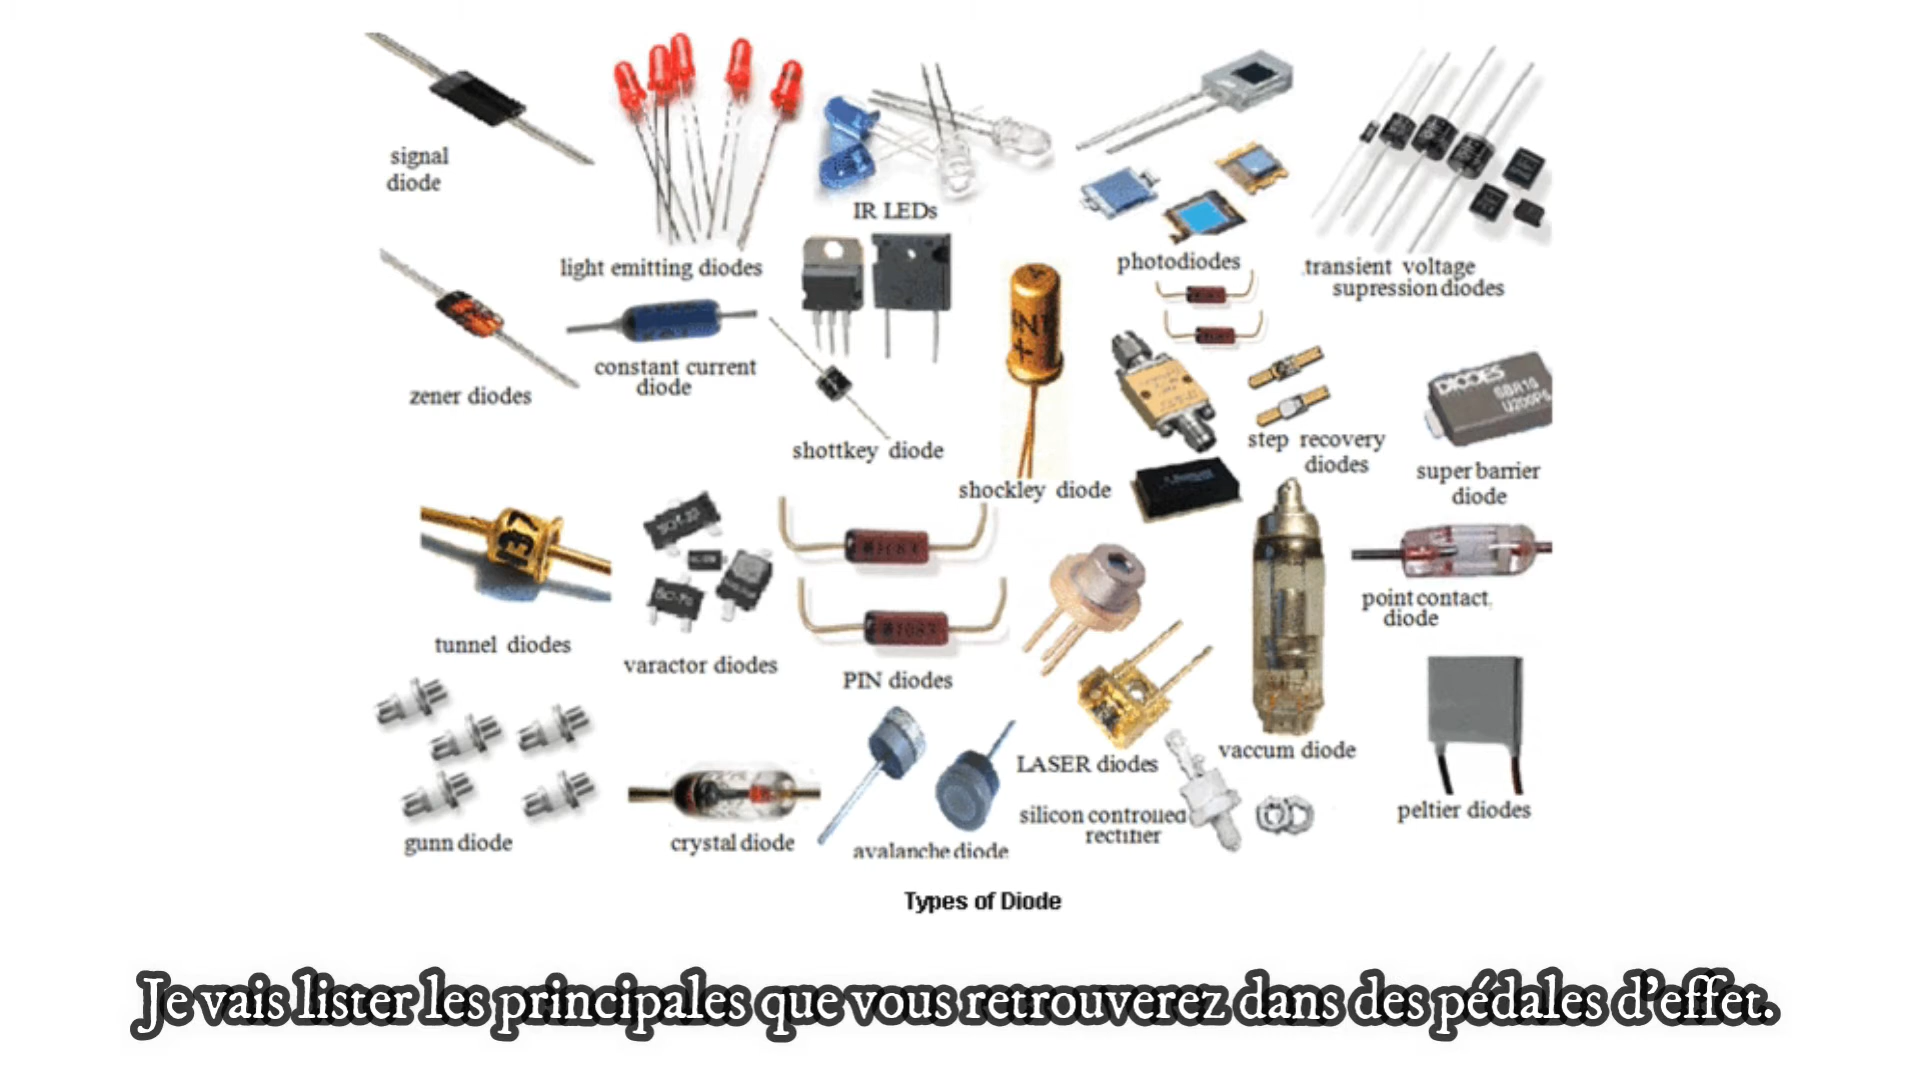 signal
diode
light emitting diodes
IR LEDs
photodiodes
transient voltage
supression diodes
zener diodes
constant current
diode
shottkey diode
shockley diode
step recovery
diodes
DIODES
SBR10
super barrier
diode
tunnel diodes
varactor diodes
PIN diodes
LASER diodes
vaccum diode
point contact
diode
gunn diode
crystal diode
avalanche diode
silicon controlled
rectifier
peltier diodes
Types of Diode
Je vais lister les principales que vous retrouverez dans des pédales d'effet.